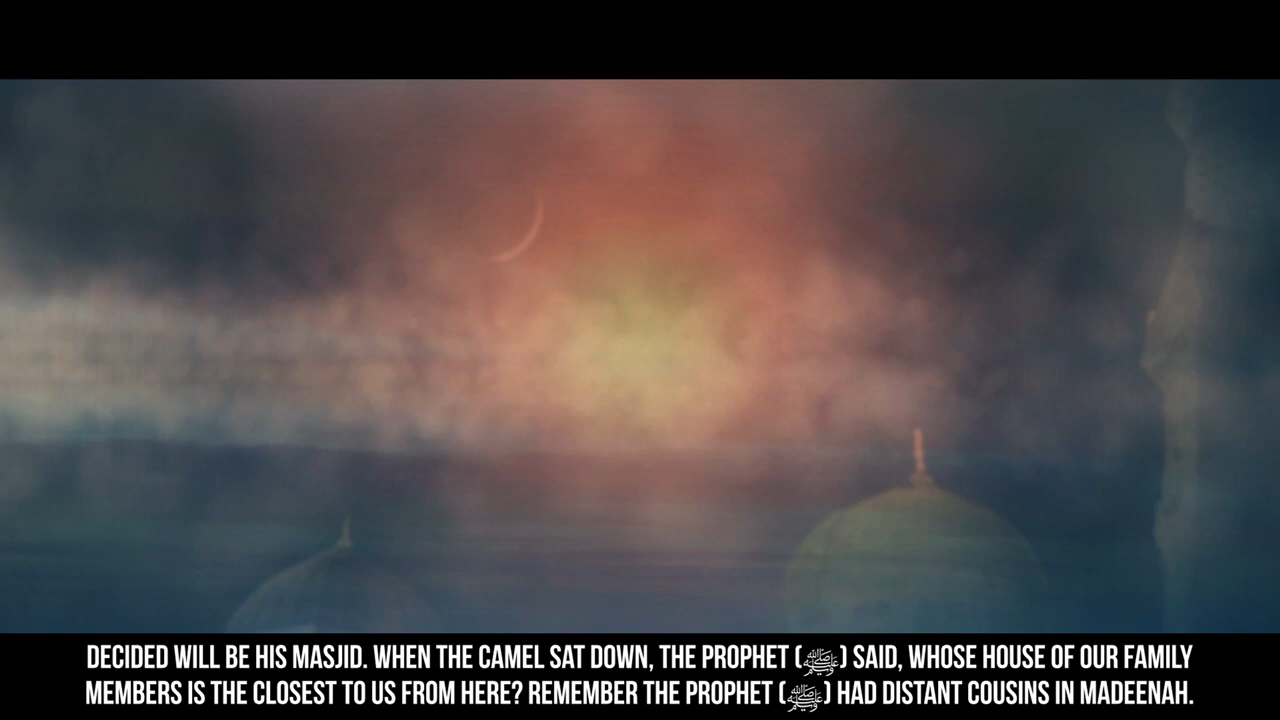 DECIDED WILL BE HIS MASJID. WHEN THE CAMEL SAT DOWN, THE PROPHET (ﷺ) SAID, WHOSE HOUSE OF OUR FAMILY
MEMBERS IS THE CLOSEST TO US FROM HERE? REMEMBER THE PROPHET (ﷺ) HAD DISTANT COUSINS IN MADEENAH.